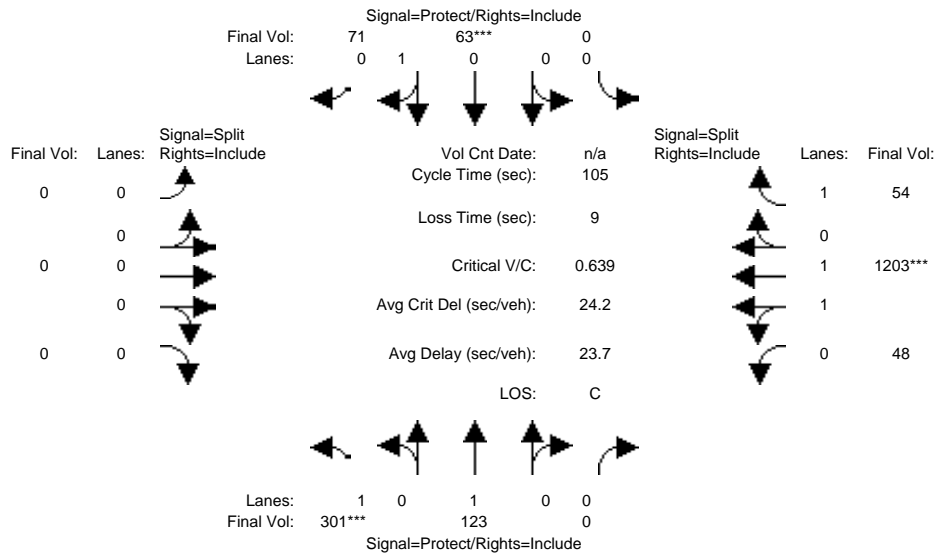 Signal=Protect/Rights=Include
Final Vol: 71 63*** 0
Lanes: 0 1 0 0 0
Signal=Split Signal=Split
Final Vol: Lanes: Rights=Include Vol Cnt Date: n/a Rights=Include Lanes: Final Vol:
Cycle Time (sec): 105
0 0 1 54
Loss Time (sec): 9
0 0
0 0 Critical V/C: 0.639 1 1203***
0 Avg Crit Del (sec/veh): 24.2 1
0 0 Avg Delay (sec/veh): 23.7 0 48
LOS: C
Lanes: 1 0 1 0 0
Final Vol: 301*** 123 0
Signal=Protect/Rights=Include